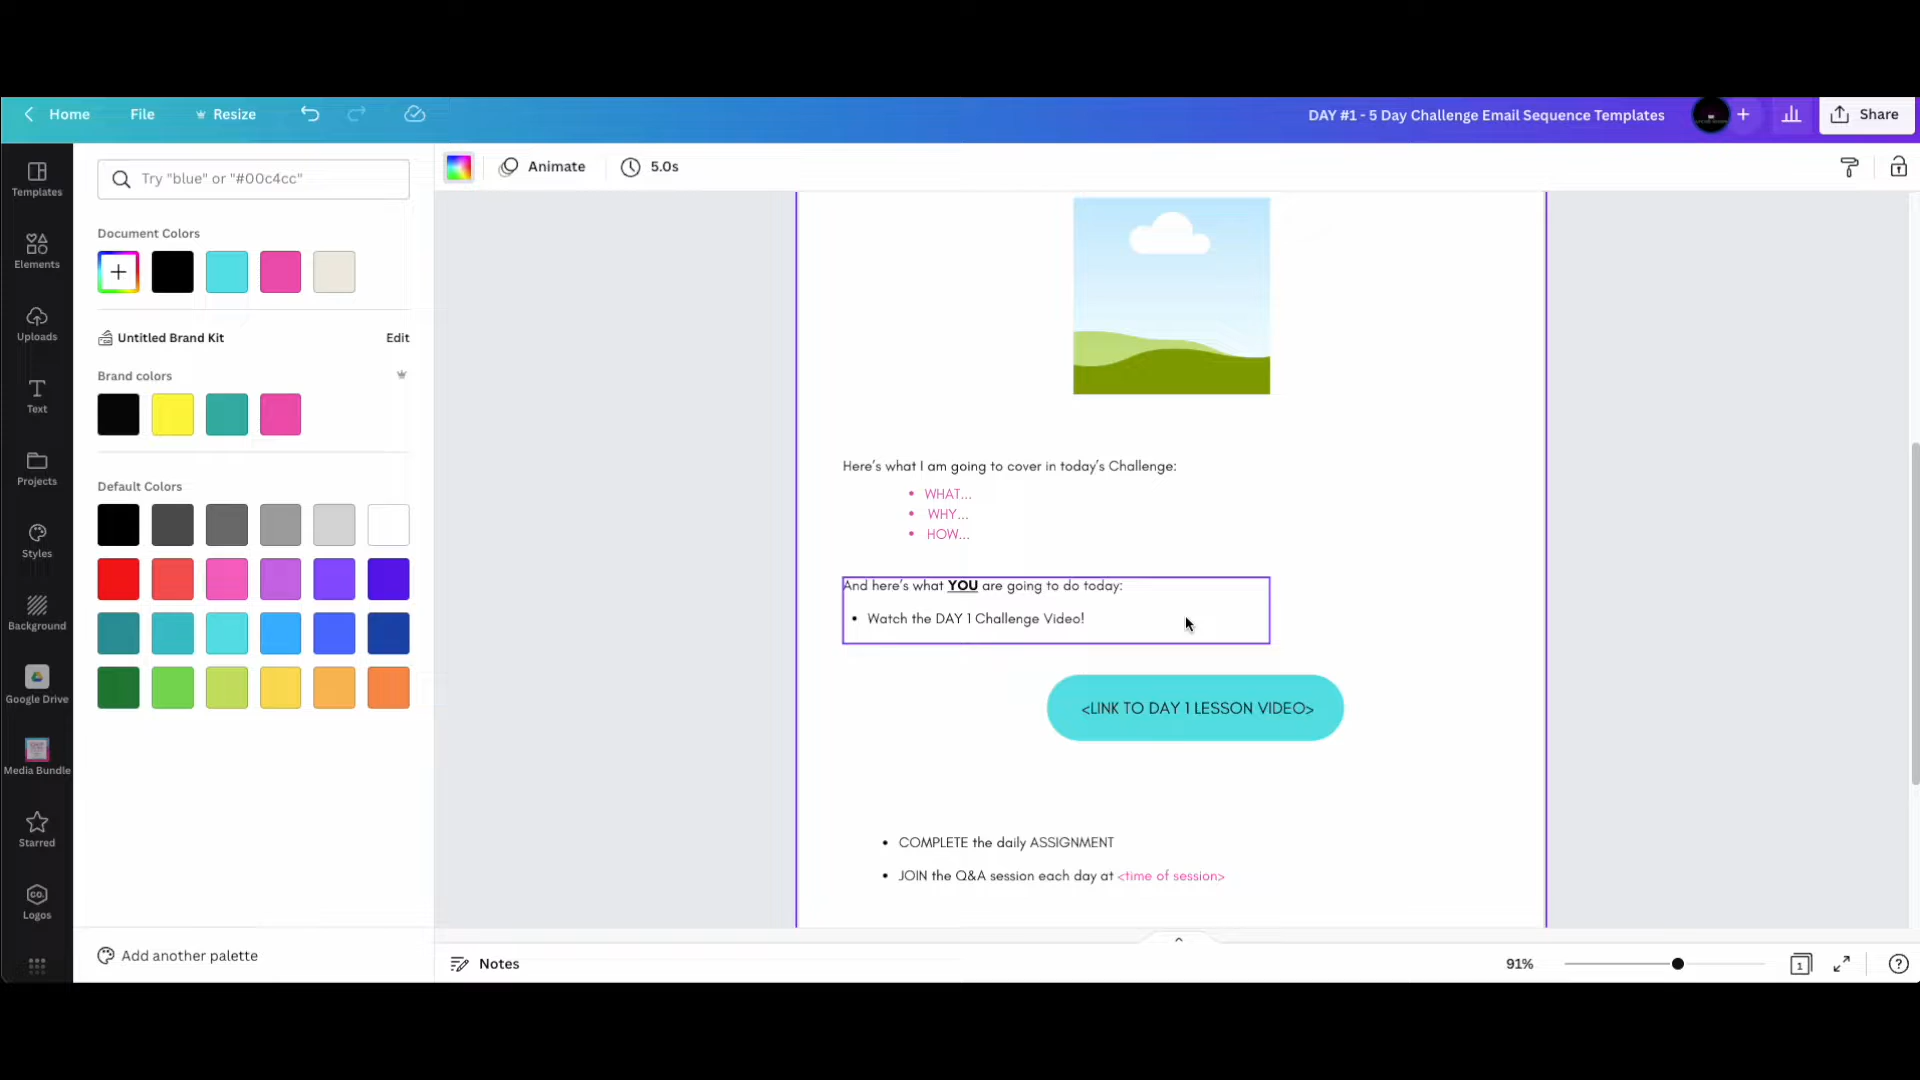 Home
File
Resize
DAY #1 - 5 Day Challenge Email Sequence Templates
+
Share
Templates
Elements
Uploads
Text
Projects
Styles
Background
Google Drive
Media Bundle
Starred
CO.
Logos
Try "blue" or "#00c4cc"
Document Colors
Untitled Brand Kit
Edit
Brand colors
Default Colors
Add another palette
Animate
5.0s
Here's what I am going to cover in today's Challenge:
• WHAT...
• WHY...
• HOW...
And here's what YOU are going to do today:
• Watch the DAY 1 Challenge Video!
<LINK TO DAY 1 LESSON VIDEO>
• COMPLETE the daily ASSIGNMENT
• JOIN the Q&A session each day at <time of session>
Notes
91%
1
?